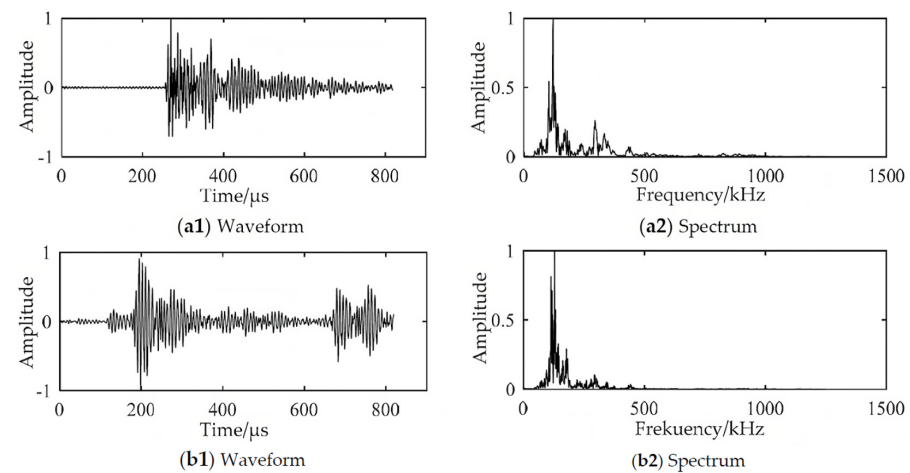 1
0
-1
Amplitude
0 200 400 600 800
Time/μs
(a1) Waveform
1
0.5
0
Amplitude
0 500 1000 1500
Frequency/kHz
(a2) Spectrum
1
0
-1
Amplitude
0 200 400 600 800
Time/μs
(b1) Waveform
1
0.5
0
Amplitude
0 500 1000 1500
Frekuency/kHz
(b2) Spectrum